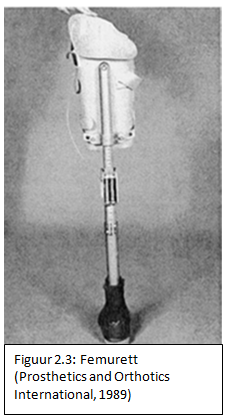 Figuur 2.3: Femurett
(Prosthetics and Orthotics
International, 1989)